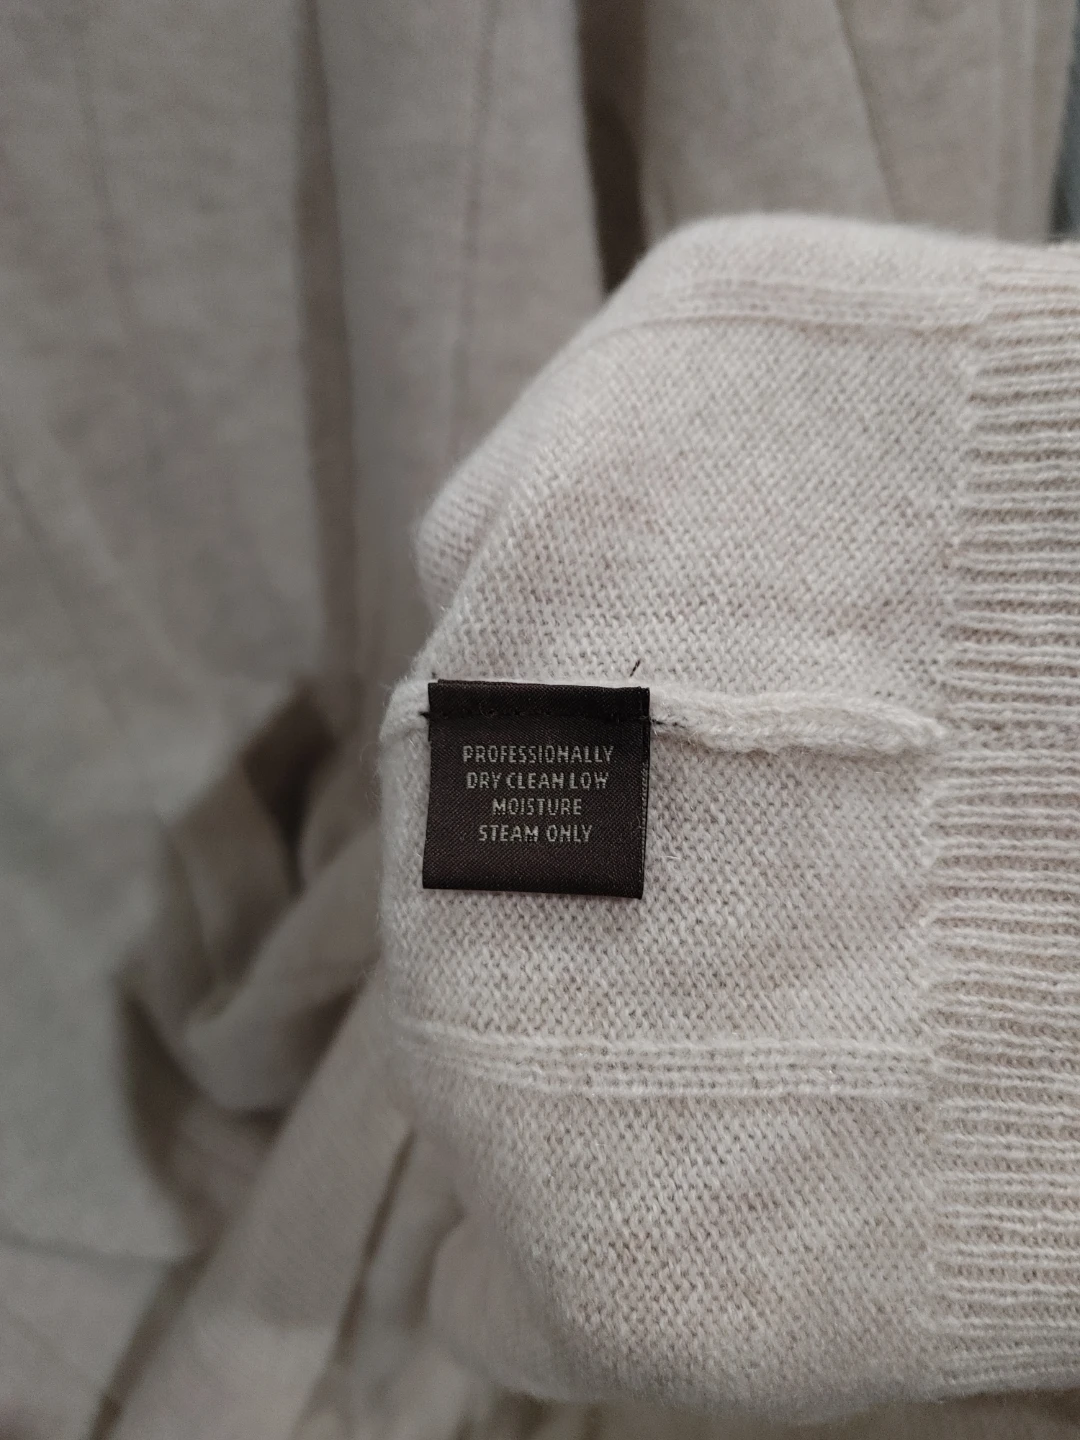 PROFESSIONALLY
DRY CLEAN LOW
MOISTURE
STEAM ONLY